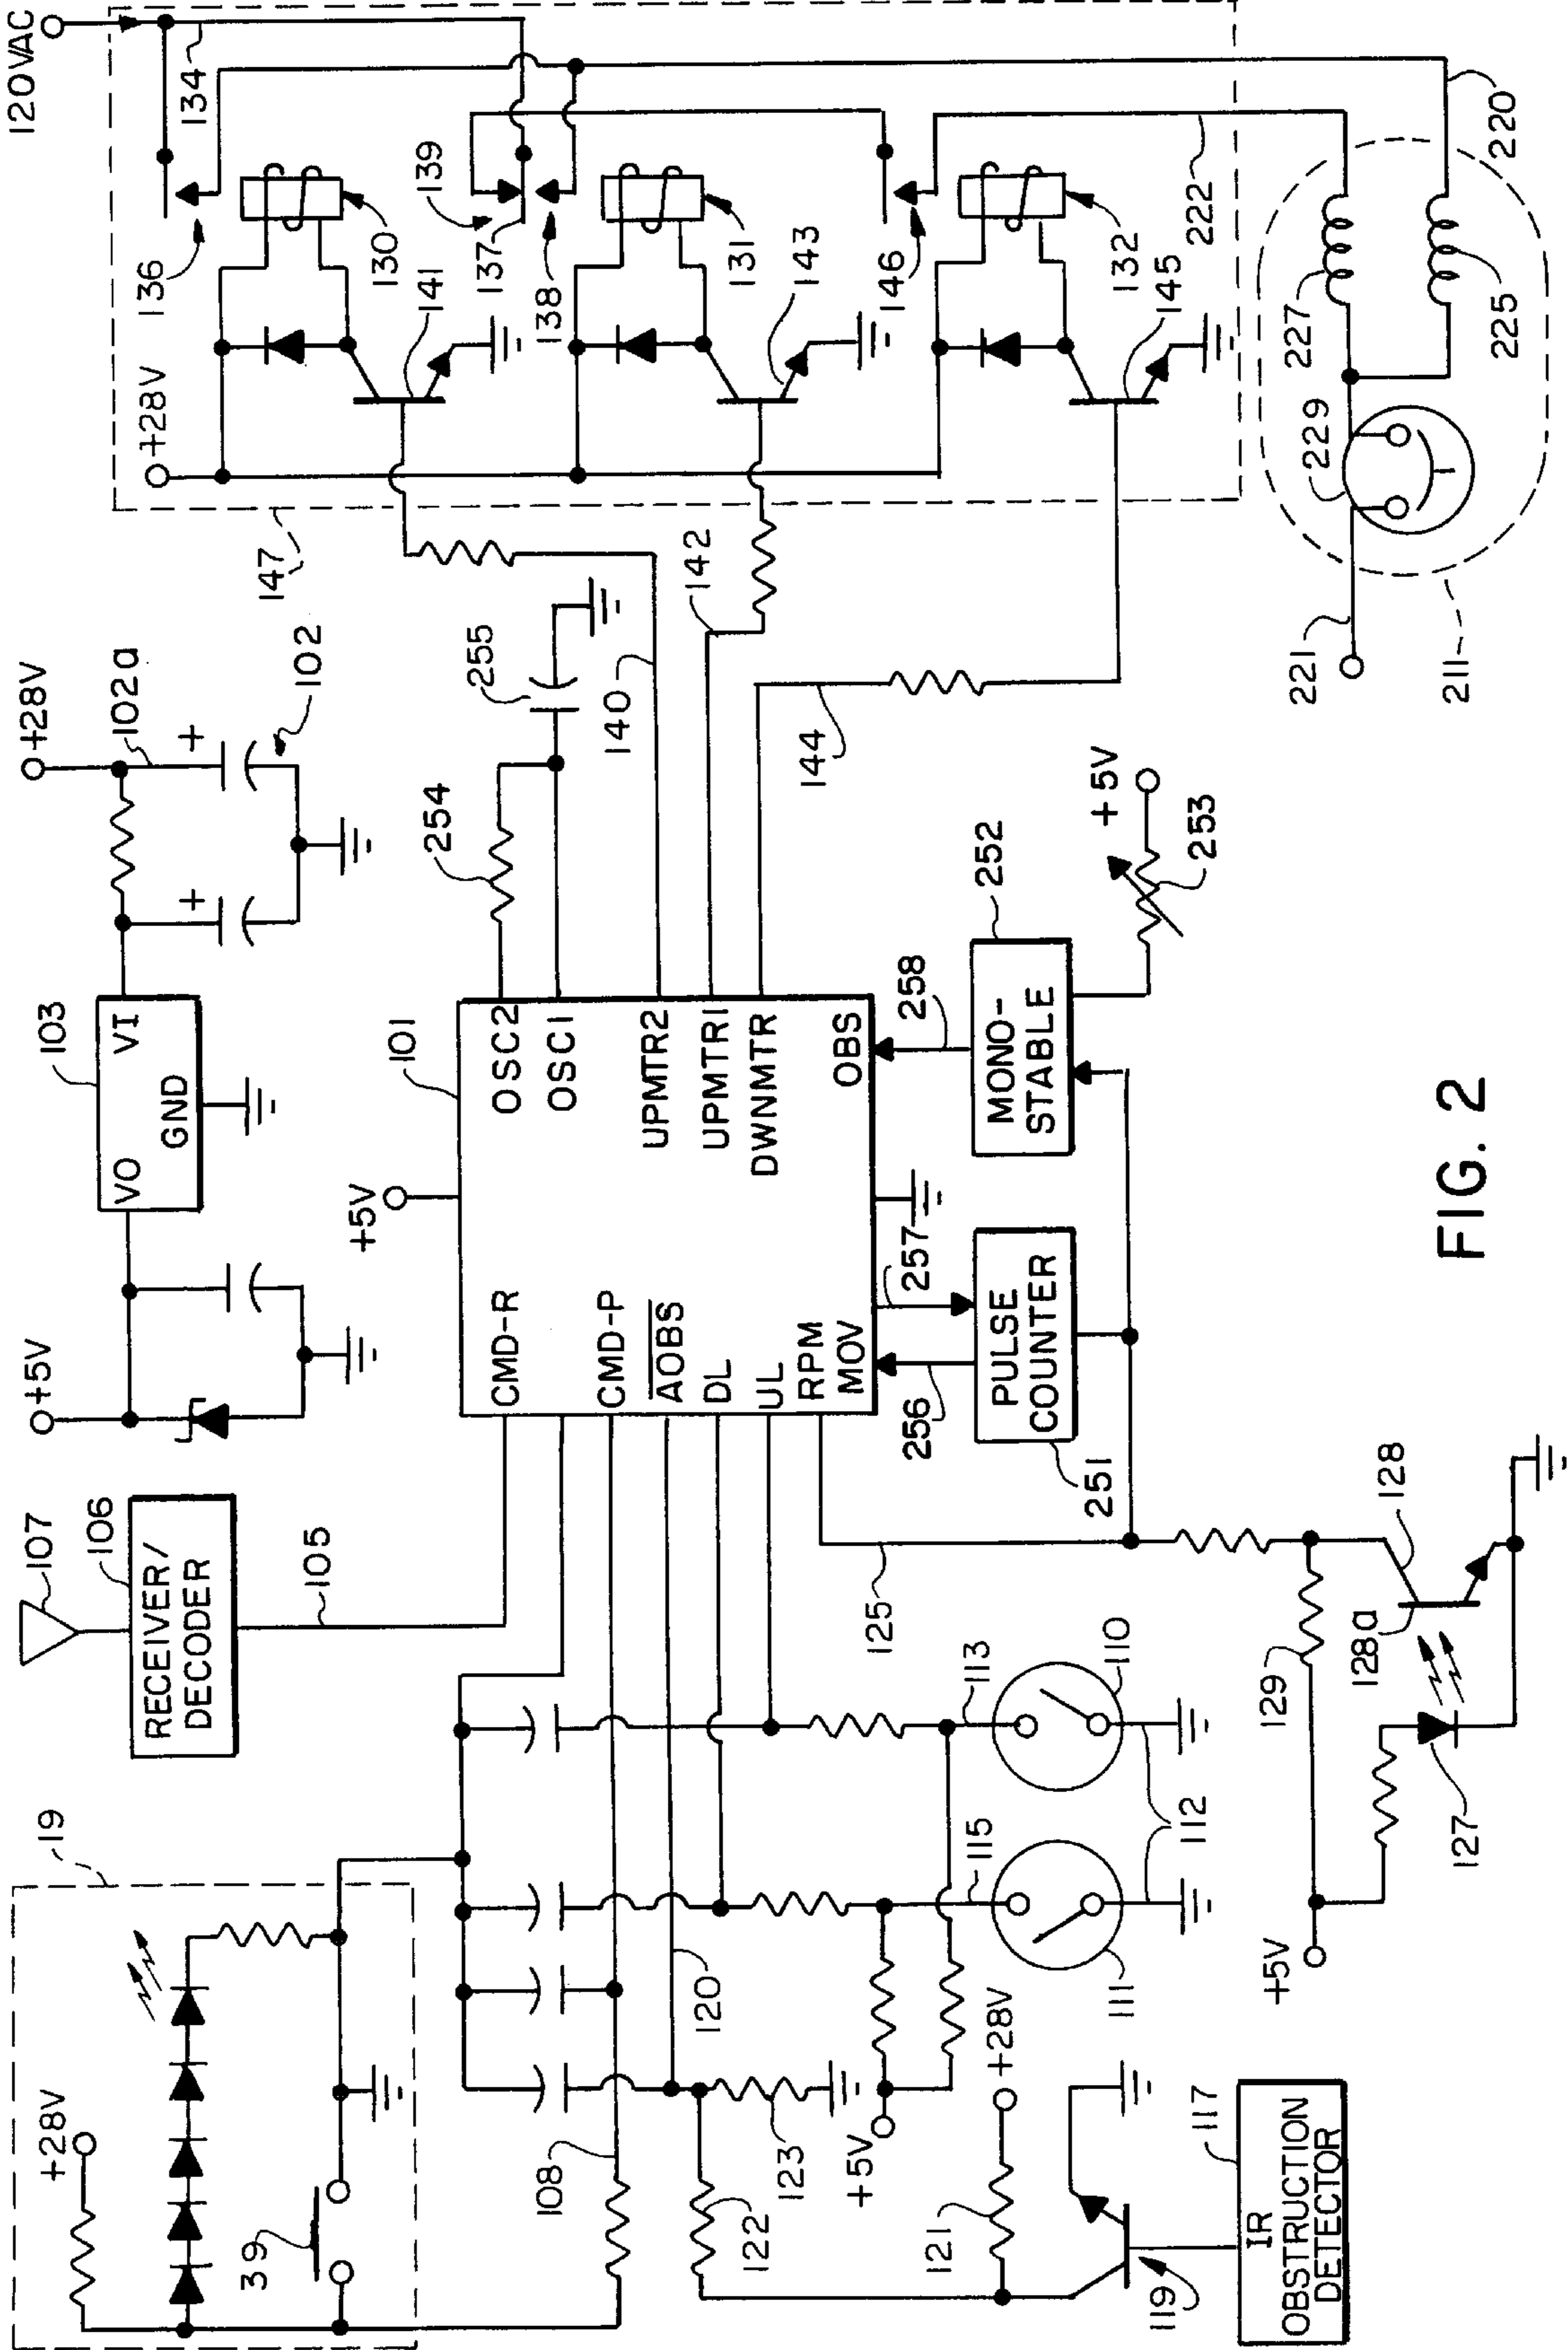 19
+28V
39
107
106
RECEIVER/
DECODER
105
+5V
103
VO
VI
GND
+28V
102a
+
+
102
120VAC
134
136
+28V
130
141
139
137
138
131
143
146
132
145
222
147
142
140
144
255
254
101
+5V
CMD-R
CMD-P
AOBS
DL
UL
RPM
MOV
OSC2
OSC1
UPMTR2
UPMTR1
DWNMTR
OBS
108
120
122
123
+5V
121
+28V
119
117
IR
OBSTRUCTION
DETECTOR
115
113
111
110
112
125
129
+5V
127
128a
128
256
257
251
PULSE
COUNTER
258
252
MONO-
STABLE
+5V
253
221
211
229
227
225
220
FIG. 2